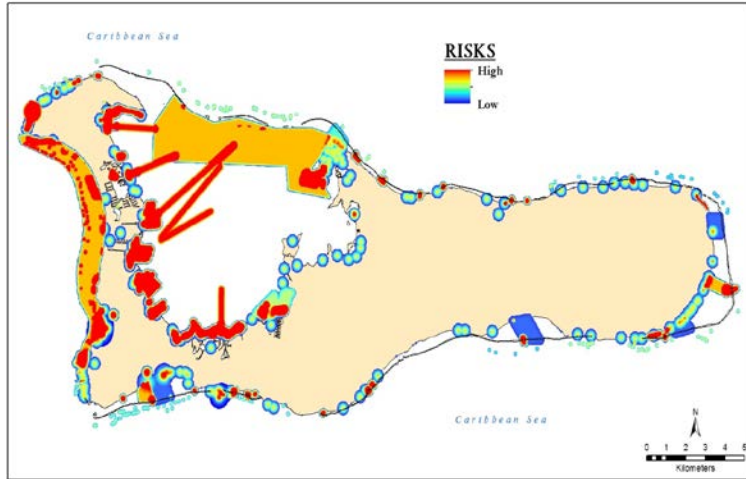 Caribbean Sea
RISKS
High
Low
Caribbean Sea
N
0 1 2 3 4 5
Kilometers